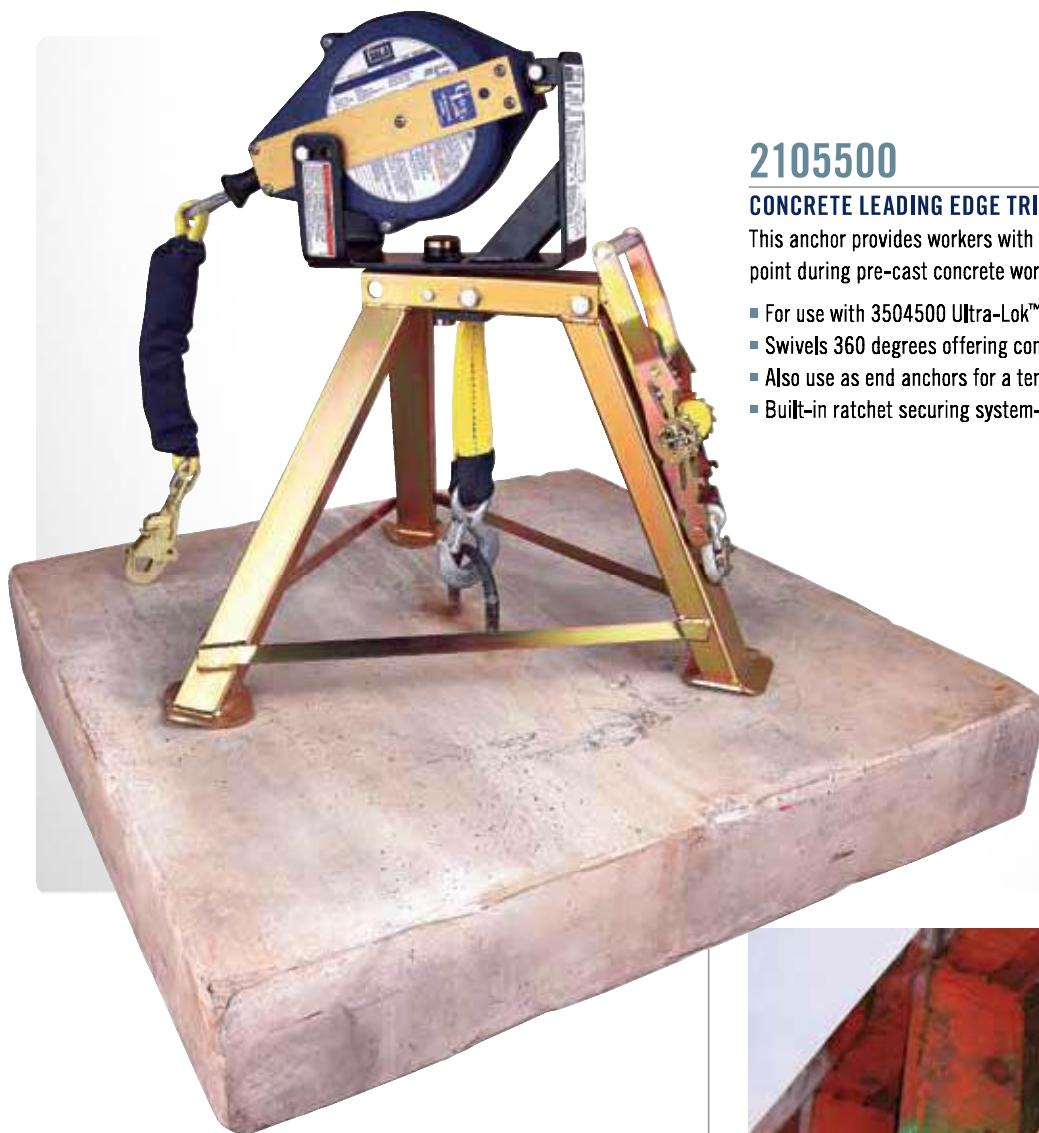 2105500
CONCRETE LEADING EDGE TRI
This anchor provides workers with
point during pre-cast concrete wor
▪ For use with 3504500 Ultra-Lok™
▪ Swivels 360 degrees offering con
▪ Also use as end anchors for a ter
▪ Built-in ratchet securing system-